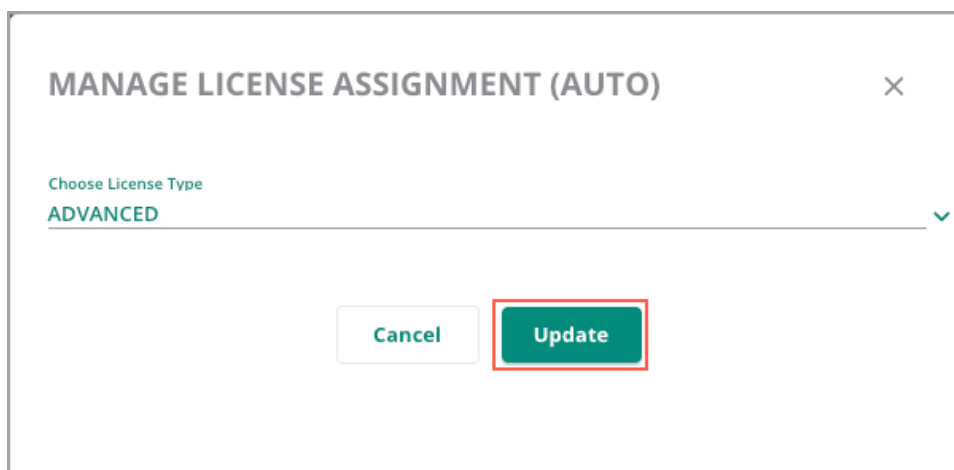 MANAGE LICENSE ASSIGNMENT (AUTO)
Choose License Type
ADVANCED
Cancel Update